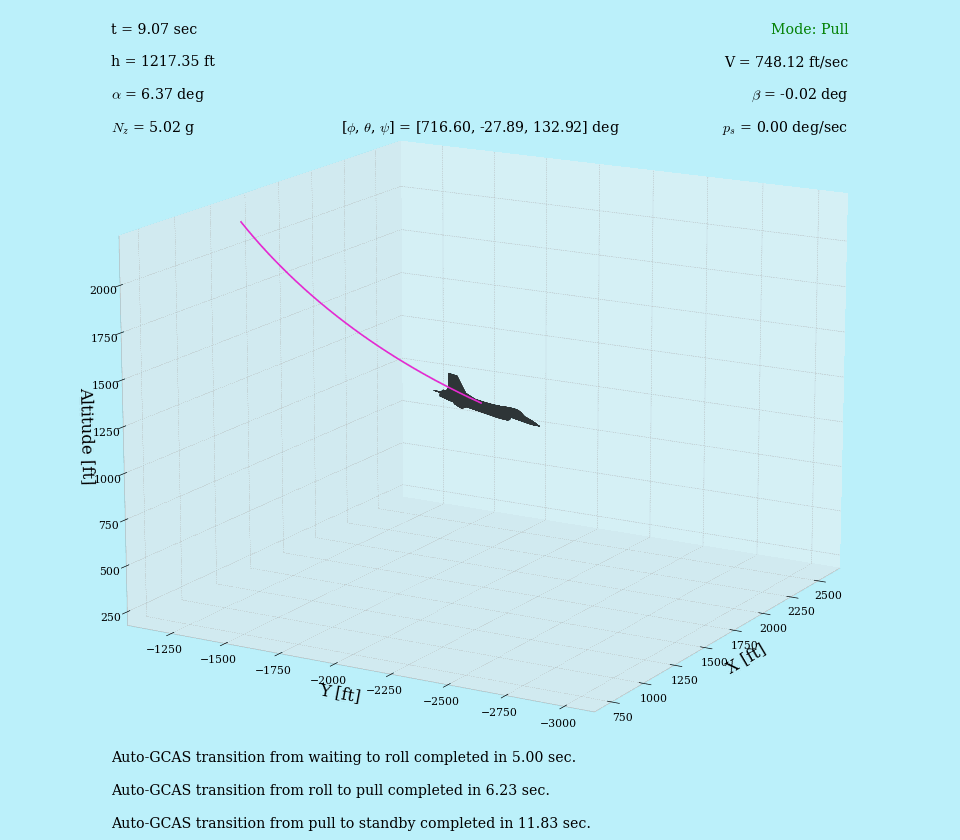 t = 9.07 sec
Mode: Pull
h = 1217.35 ft
V = 748.12 ft/sec
α = 6.37 deg
β = -0.02 deg
N_z = 5.02 g
[ϕ, θ, ψ] = [716.60, -27.89, 132.92] deg
p_s = 0.00 deg/sec
Altitude [ft]
2000
1750
1500
1250
1000
750
500
250
−1250
−1500
−1750
−2000
−2250
−2500
−2750
−3000
Y [ft]
750
1000
1250
1500
1750
2000
2250
2500
X [ft]
Auto-GCAS transition from waiting to roll completed in 5.00 sec.
Auto-GCAS transition from roll to pull completed in 6.23 sec.
Auto-GCAS transition from pull to standby completed in 11.83 sec.